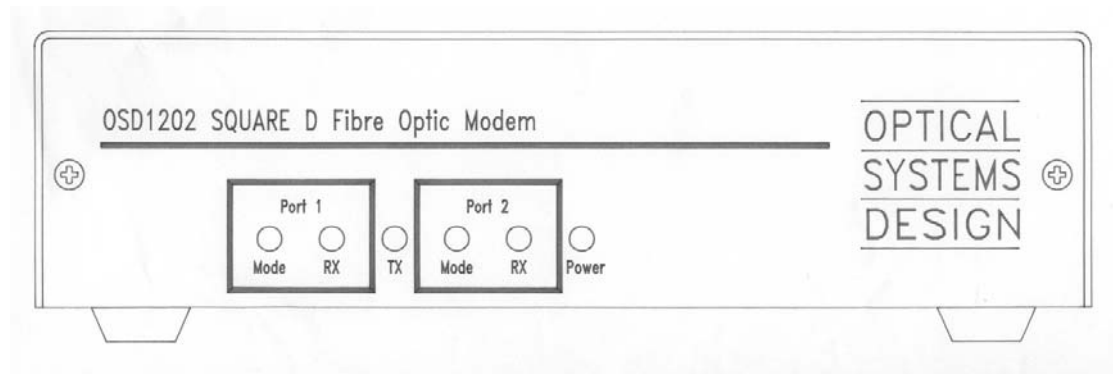 OSD1202 SQUARE D Fibre Optic Modem
OPTICAL
SYSTEMS
DESIGN
Port 1
Mode RX
TX
Port 2
Mode RX
Power